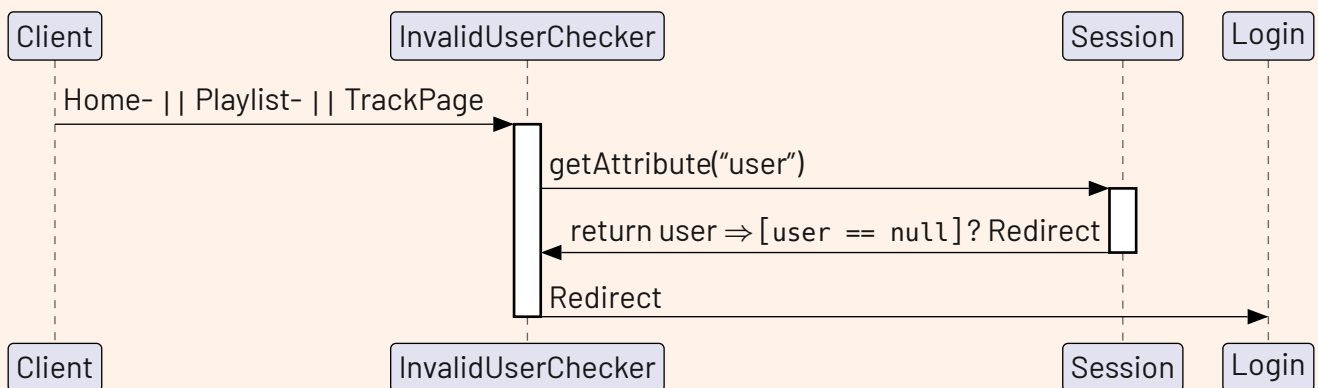 Client InvalidUserChecker Session Login
Home- || Playlist- || TrackPage
getAttribute(“user”)
return user ⇒ [user == null]? Redirect
Redirect
Client InvalidUserChecker Session Login